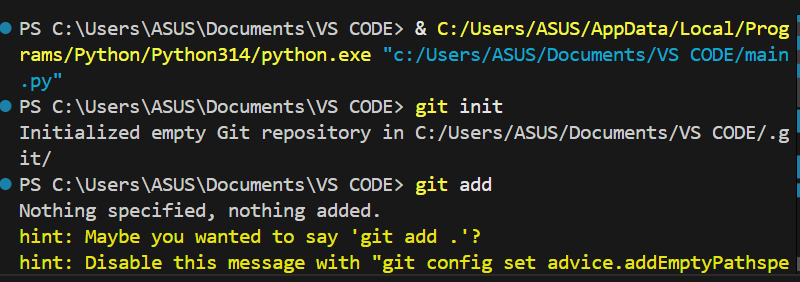 PS C:\Users\ASUS\Documents\VS CODE> & C:/Users/ASUS/AppData/Local/Prog
rams/Python/Python314/python.exe "c:/Users/ASUS/Documents/VS CODE/main
.py"
PS C:\Users\ASUS\Documents\VS CODE> git init
Initialized empty Git repository in C:/Users/ASUS/Documents/VS CODE/.g
it/
PS C:\Users\ASUS\Documents\VS CODE> git add
Nothing specified, nothing added.
hint: Maybe you wanted to say 'git add .'?
hint: Disable this message with "git config set advice.addEmptyPathspe